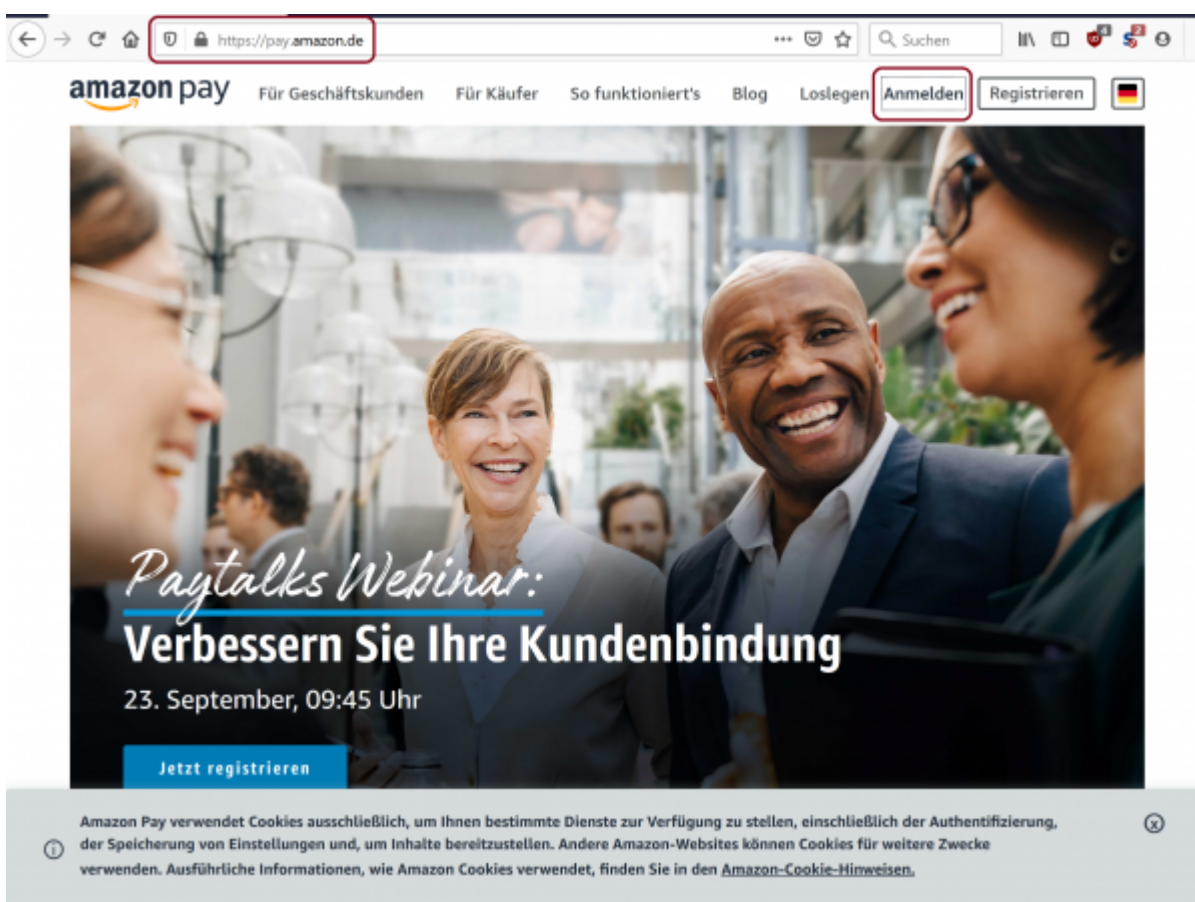 https://pay.amazon.de
Suchen
4
2
amazon pay Für Geschäftskunden Für Käufer So funktioniert's Blog Loslegen Anmelden Registrieren
Paytalks Webinar:
Verbessern Sie Ihre Kundenbindung
23. September, 09:45 Uhr
Jetzt registrieren
Amazon Pay verwendet Cookies ausschließlich, um Ihnen bestimmte Dienste zur Verfügung zu stellen, einschließlich der Authentifizierung,
der Speicherung von Einstellungen und, um Inhalte bereitzustellen. Andere Amazon-Websites können Cookies für weitere Zwecke
verwenden. Ausführliche Informationen, wie Amazon Cookies verwendet, finden Sie in den Amazon-Cookie-Hinweisen.